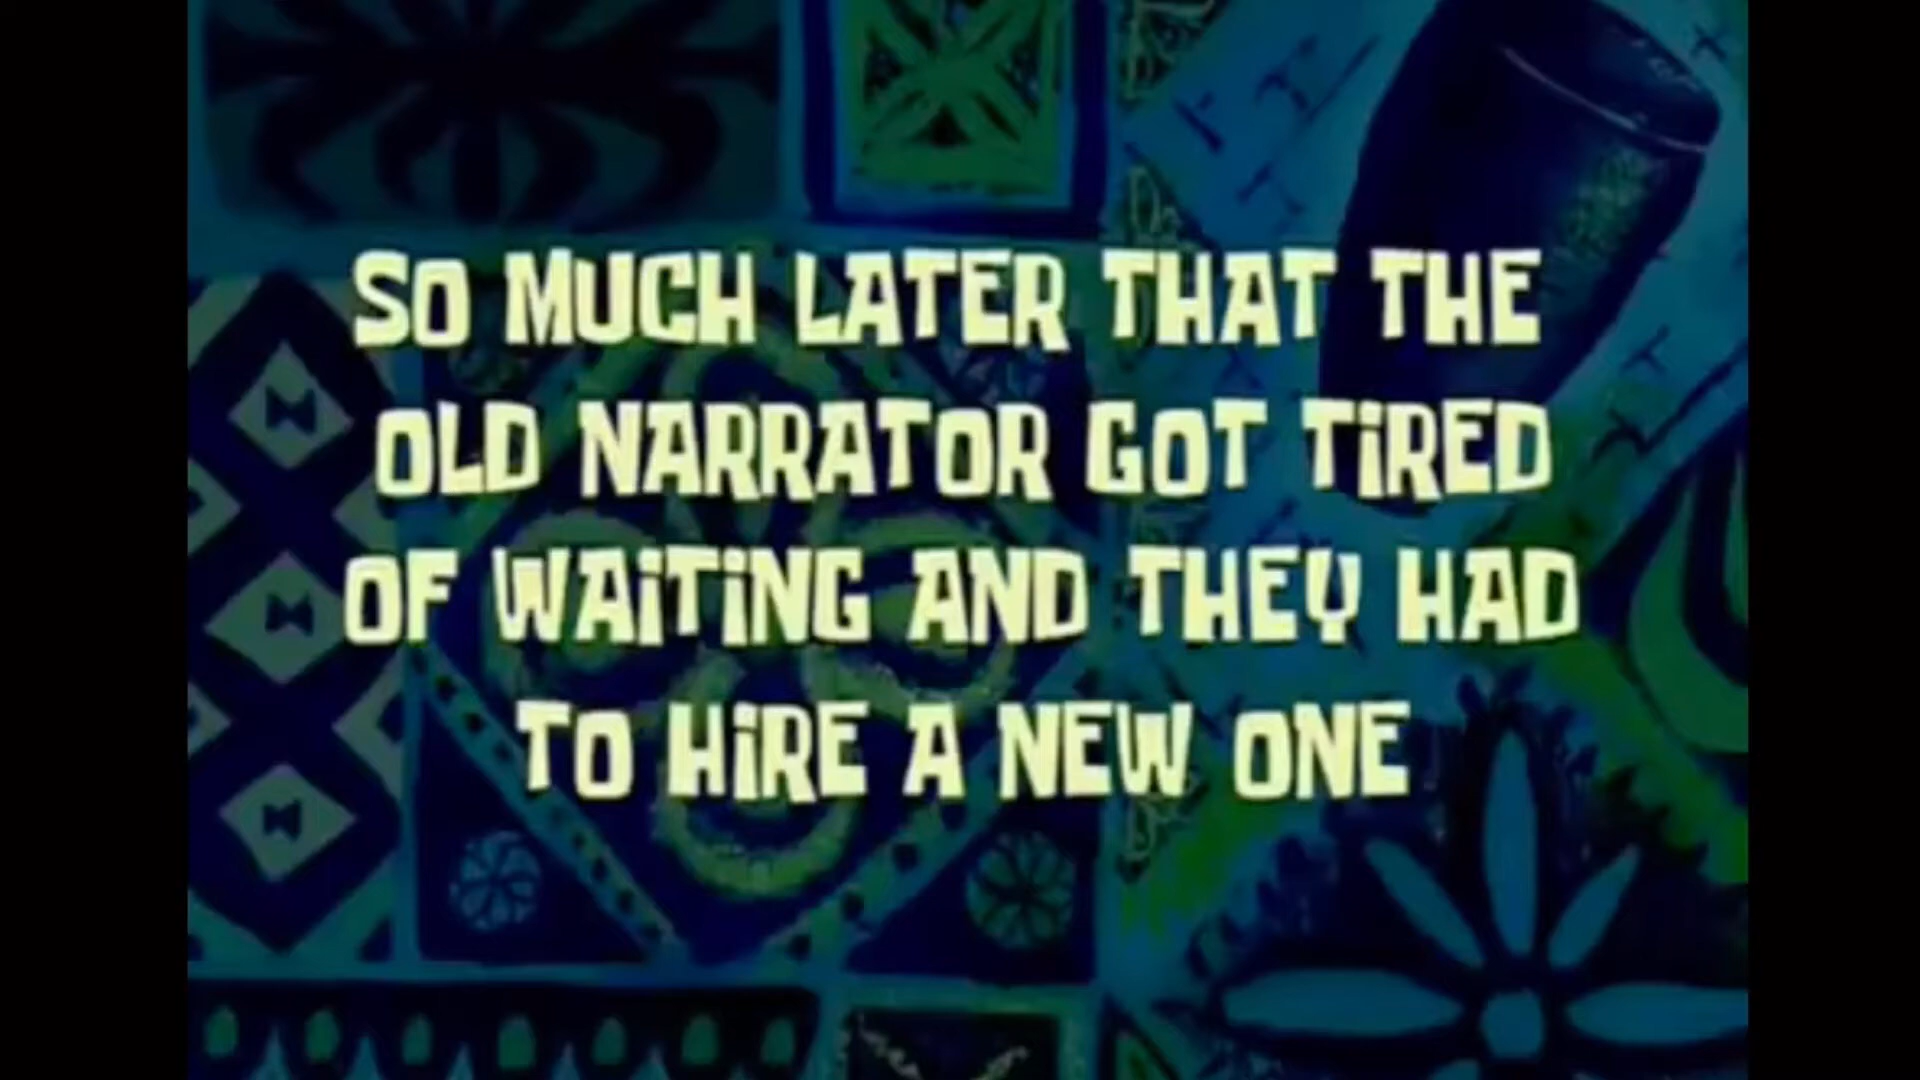 SO MUCH LATER THAT THE
OLD NARRATOR GOT TIRED
OF WAITING AND THEY HAD
TO HIRE A NEW ONE